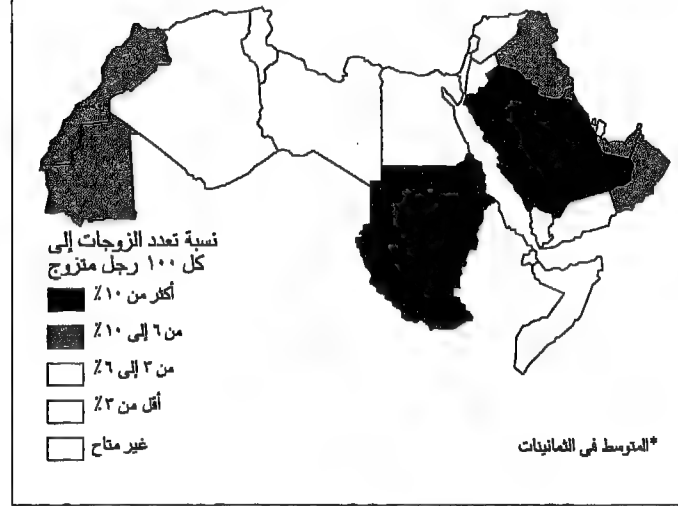 نسبة تعدد الزوجات إلى
كل ١٠٠ رجل متزوج
أكثر من ١٠٪
من ٦ إلى ١٠٪
من ٣ إلى ٦٪
أقل من ٣٪
غير متاح
*المتوسط فى الثمانينات